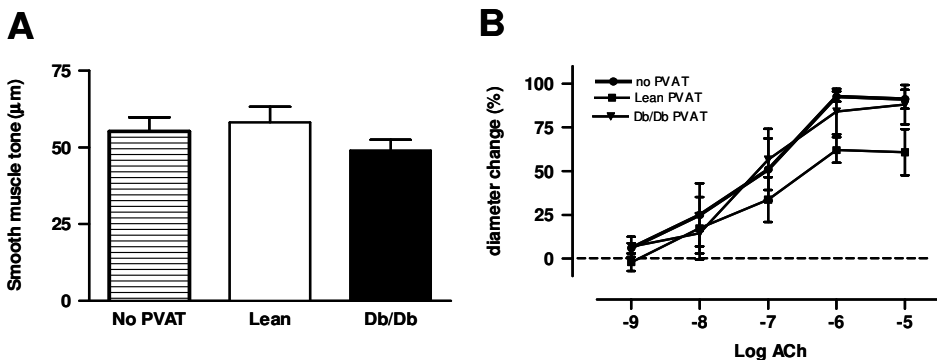 A
Smooth muscle tone (µm)
75
50
25
0
No PVAT
Lean
Db/Db
B
diameter change (%)
100
75
50
25
0
no PVAT
Lean PVAT
Db/Db PVAT
-9
-8
-7
-6
-5
Log ACh